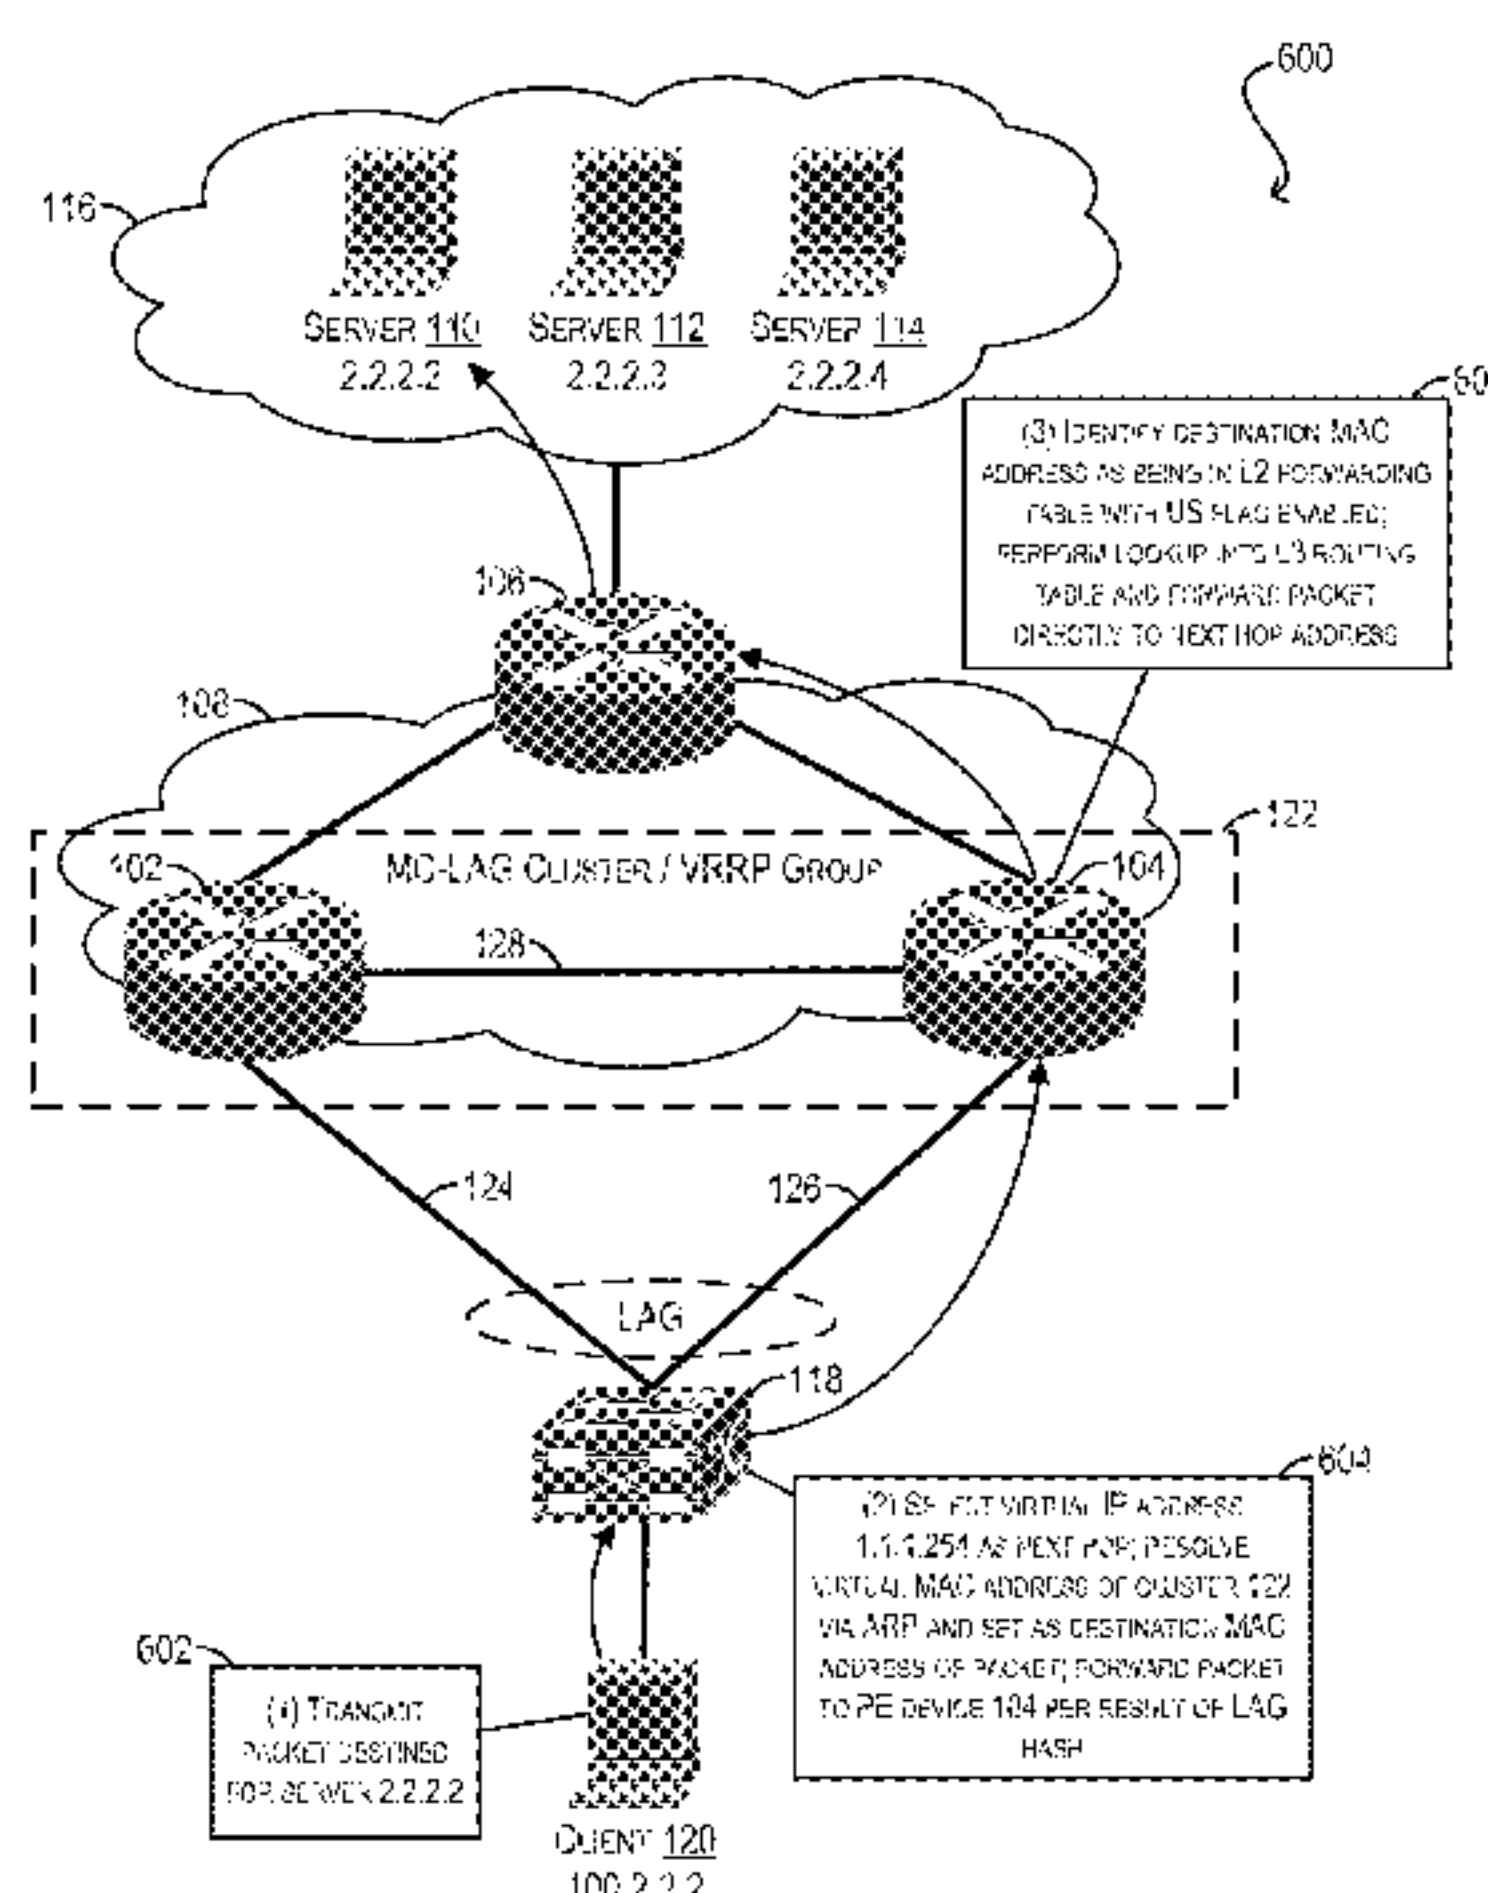 600
116
SERVER 110
2.2.2.2
SERVER 112
2.2.2.3
SERVER 114
2.2.2.4
60
(3) IDENTIFY DESTINATION MAC
ADDRESS AS BEING IN L2 FORWARDING
TABLE WITH US FLAG ENABLED;
PERFORM LOOKUP INTO L3 ROUTING
TABLE AND FORWARD PACKET
DIRECTLY TO NEXT HOP ADDRESS
106
108
122
102
MC-LAG CLUSTER / VRRP GROUP
104
128
124
126
LAG
118
604
(2) SELECT VIRTUAL IP ADDRESS
1.1.1.254 AS NEXT HOP; RESOLVE
VIRTUAL MAC ADDRESS OF CLUSTER 122
VIA ARP AND SET AS DESTINATION MAC
ADDRESS OF PACKET; FORWARD PACKET
TO PE DEVICE 104 PER RESULT OF LAG
HASH
602
(1) TRANSMIT
PACKET DESTINED
FOR SERVER 2.2.2.2
CLIENT 120
100.2.2.2